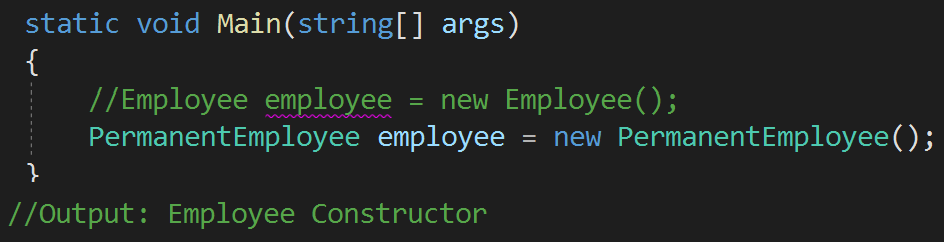 static void Main(string[] args)
{
//Employee employee = new Employee();
PermanentEmployee employee = new PermanentEmployee();
}
//Output: Employee Constructor